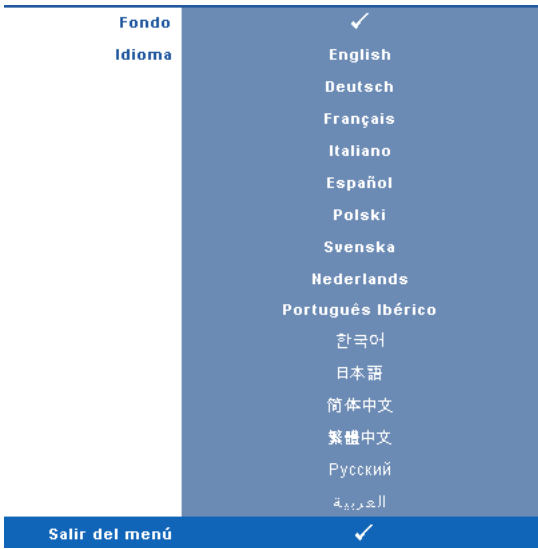 Fondo ✓
Idioma English
Deutsch
Français
Italiano
Español
Polski
Svenska
Nederlands
Português Ibérico
한국어
日本語
简体中文
繁體中文
Русский
العربية
Salir del menú ✓